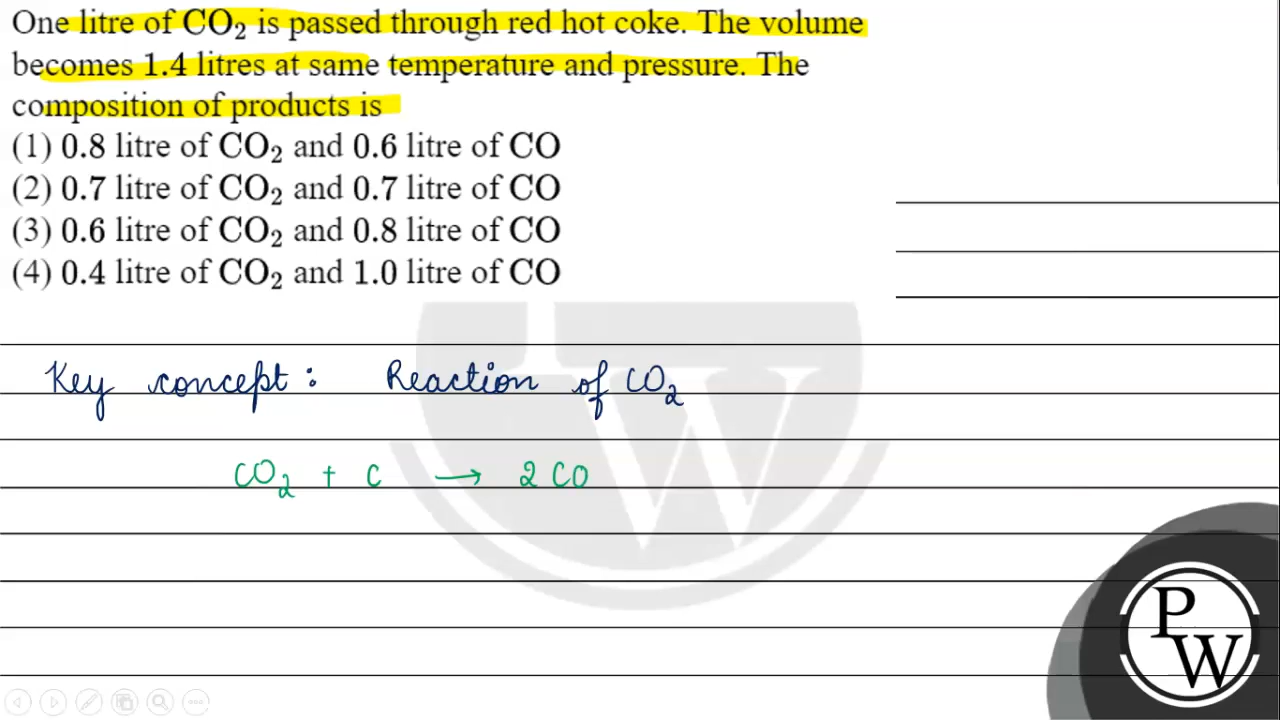 One litre of CO₂ is passed through red hot coke. The volume
becomes 1.4 litres at same temperature and pressure. The
composition of products is
(1) 0.8 litre of CO₂ and 0.6 litre of CO
(2) 0.7 litre of CO₂ and 0.7 litre of CO
(3) 0.6 litre of CO₂ and 0.8 litre of CO
(4) 0.4 litre of CO₂ and 1.0 litre of CO
Key concept : Reaction of CO₂
CO₂ + C ⟶ 2 CO
P
W